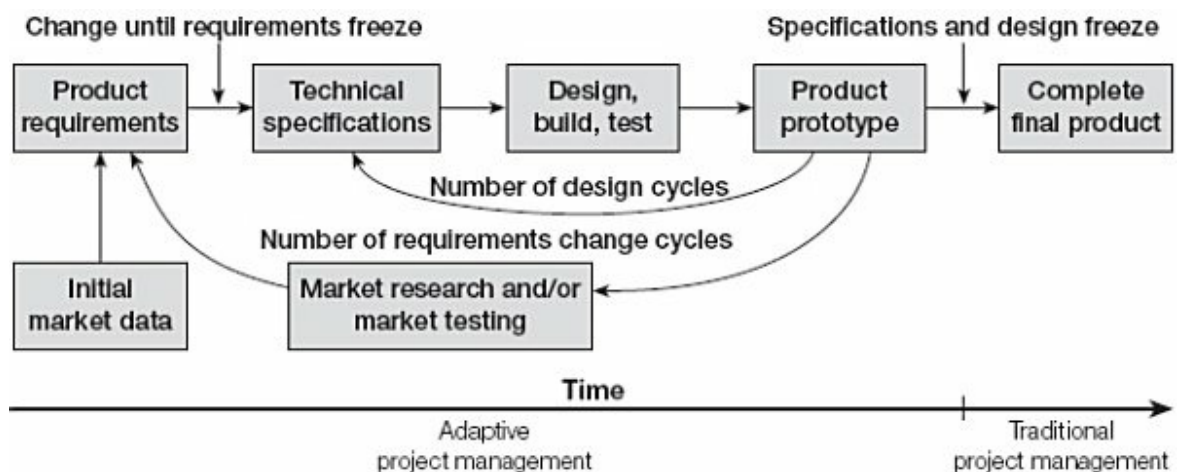 Change until requirements freeze
Specifications and design freeze
Product
requirements
Technical
specifications
Design,
build, test
Product
prototype
Complete
final product
Number of design cycles
Number of requirements change cycles
Initial
market data
Market research and/or
market testing
Time
Adaptive
project management
Traditional
project management